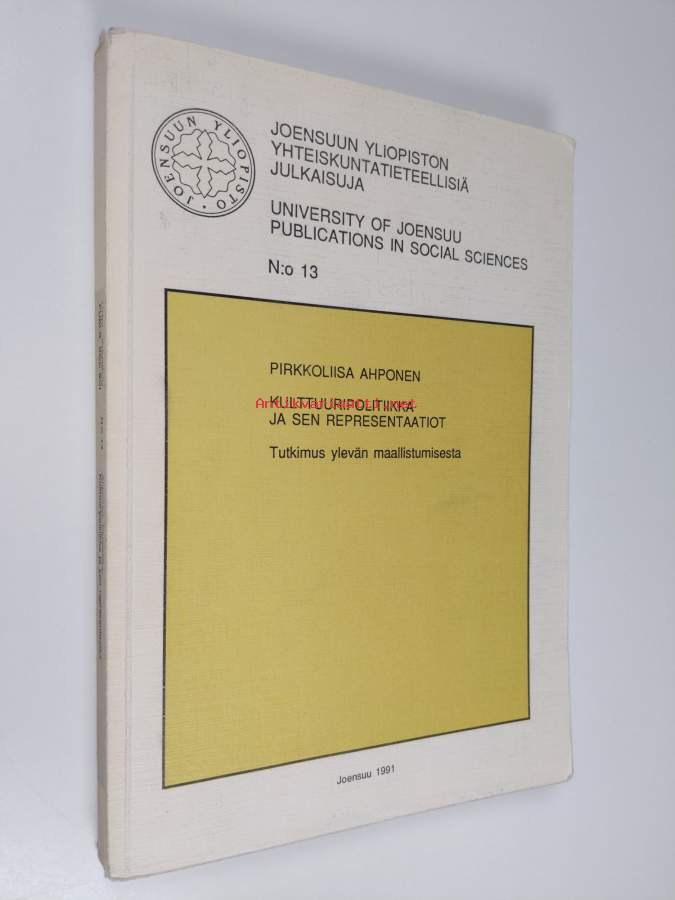 JOENSUUN YLIOPISTO
JOENSUUN YLIOPISTON
YHTEISKUNTATIETEELLISIÄ
JULKAISUJA
UNIVERSITY OF JOENSUU
PUBLICATIONS IN SOCIAL SCIENCES
N:o 13
PIRKKOLIISA AHPONEN
KULTTUURIPOLITIIKKA
JA SEN REPRESENTAATIOT
Tutkimus ylevän maallistumisesta
Joensuu 1991